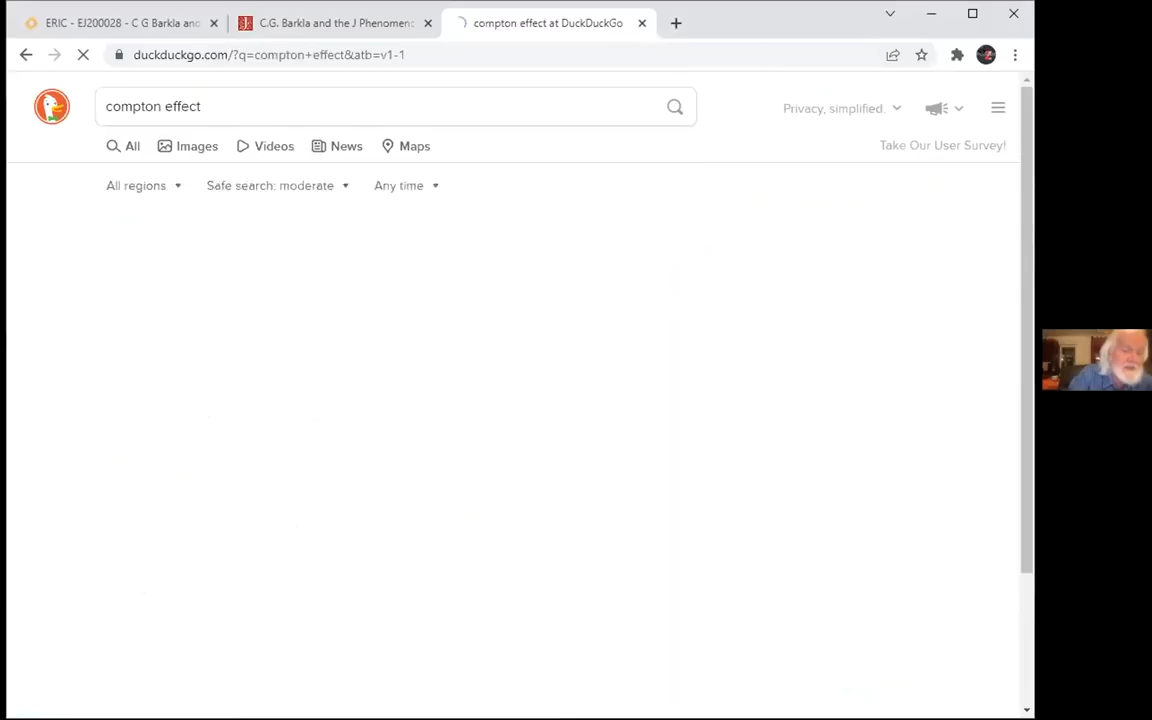 ERIC - EJ200028 - C G Barkla and
C.G. Barkla and the J Phenomeno
compton effect at DuckDuckGo
duckduckgo.com/?q=compton+effect&atb=v1-1
compton effect
Privacy, simplified.
All
Images
Videos
News
Maps
Take Our User Survey!
All regions
Safe search: moderate
Any time